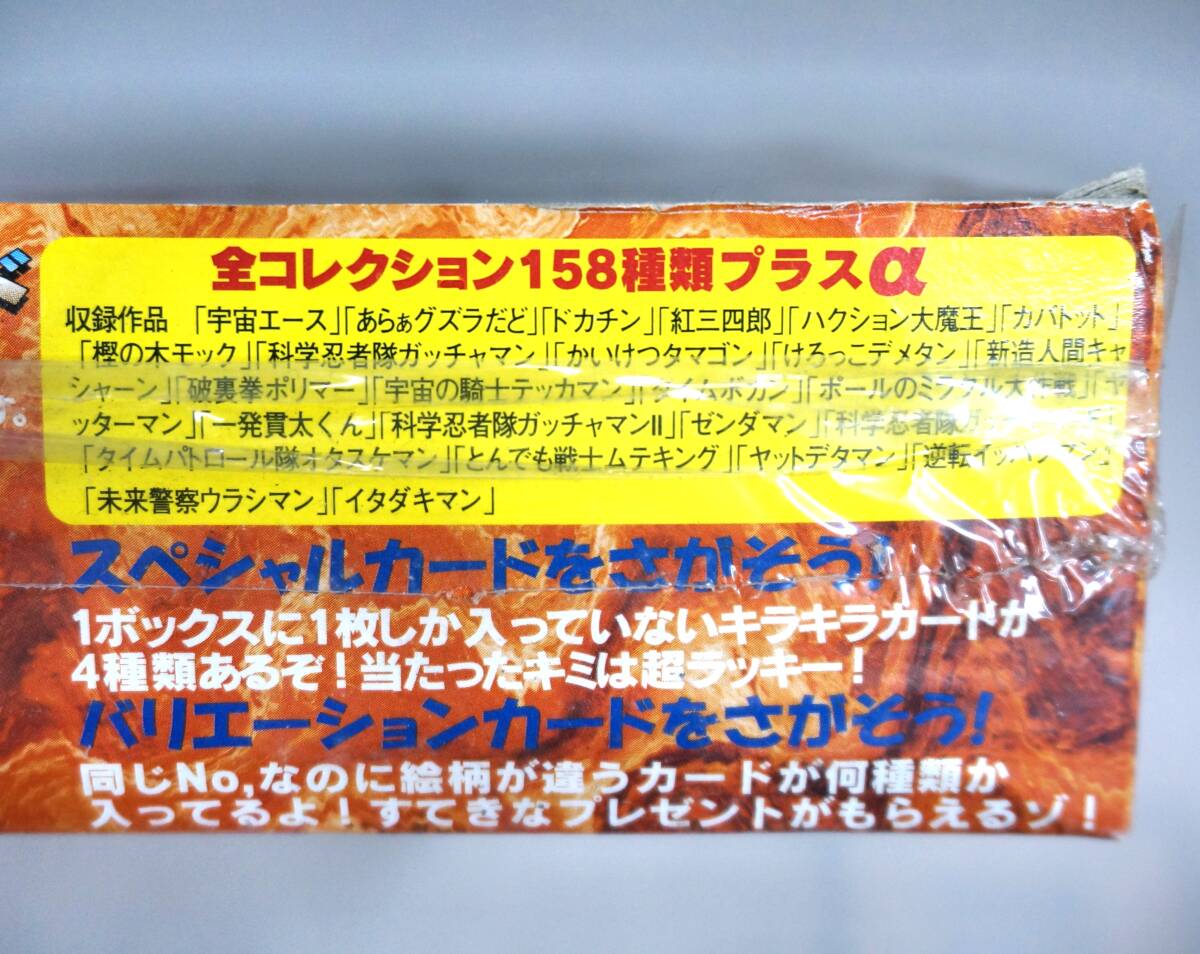 全コレクション158種類プラスα
収録作品 「宇宙エース」「あらぁグズラだど」「ドカチン」「紅三四郎」「ハクション大魔王」「カバトット」
「樫の木モック」「科学忍者隊ガッチャマン」「かいけつタマゴン」「けろっこデメタン」「新造人間キャ
シャーン」「破裏拳ポリマー」「宇宙の騎士テッカマン」「タイムボカン」「ポールのミラクル大作戦」「ヤ
ッターマン」「一発貫太くん」「科学忍者隊ガッチャマンII」「ゼンダマン」「科学忍者隊ガ
「タイムパトロール隊オタスケマン」「とんでも戦士ムテキング」「ヤットデタマン」「逆転イッパツマン」
「未来警察ウラシマン」「イタダキマン」
す。
スペシャルカードをさがそう!
1ボックスに1枚しか入っていないキラキラカードが
4種類あるぞ!当たったキミは超ラッキー!
バリエーションカードをさがそう!
同じNo,なのに絵柄が違うカードが何種類か
入ってるよ!すてきなプレゼントがもらえるゾ!